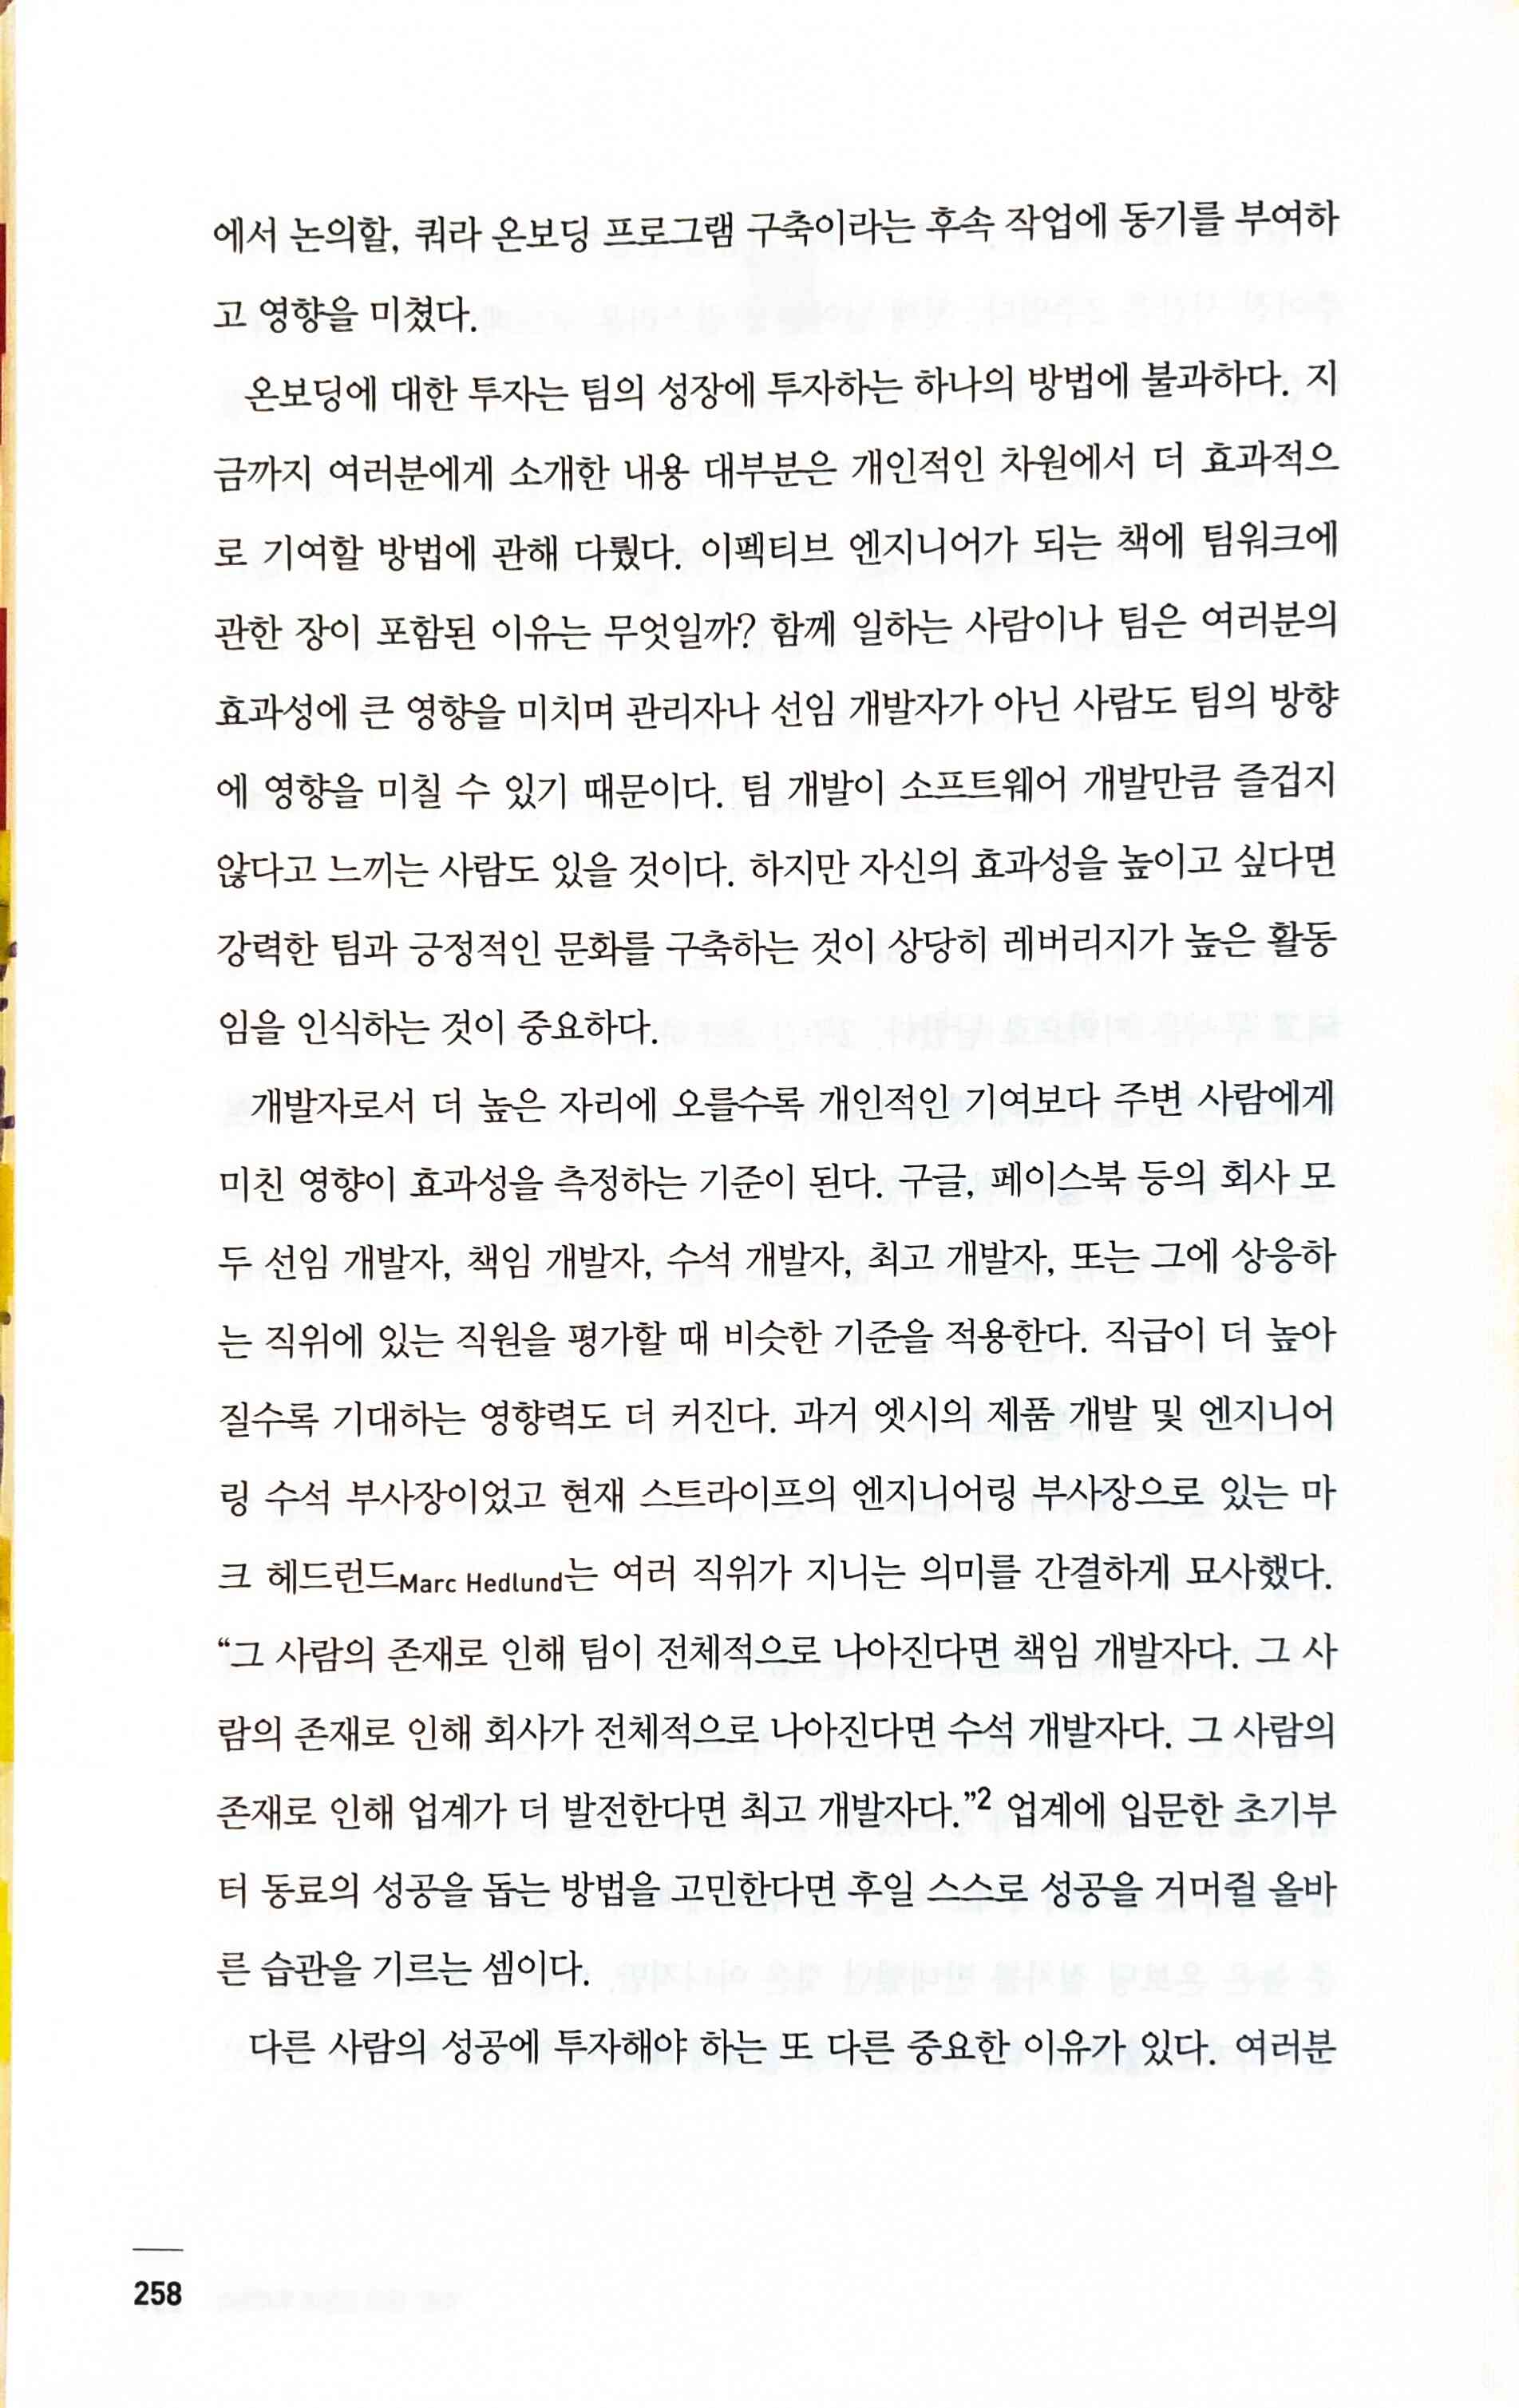 에서 논의할, 쿼라 온보딩 프로그램 구축이라는 후속 작업에 동기를 부여하
고 영향을 미쳤다.
온보딩에 대한 투자는 팀의 성장에 투자하는 하나의 방법에 불과하다. 지
금까지 여러분에게 소개한 내용 대부분은 개인적인 차원에서 더 효과적으
로 기여할 방법에 관해 다뤘다. 이펙티브 엔지니어가 되는 책에 팀워크에
관한 장이 포함된 이유는 무엇일까? 함께 일하는 사람이나 팀은 여러분의
효과성에 큰 영향을 미치며 관리자나 선임 개발자가 아닌 사람도 팀의 방향
에 영향을 미칠 수 있기 때문이다. 팀 개발이 소프트웨어 개발만큼 즐겁지
않다고 느끼는 사람도 있을 것이다. 하지만 자신의 효과성을 높이고 싶다면
강력한 팀과 긍정적인 문화를 구축하는 것이 상당히 레버리지가 높은 활동
임을 인식하는 것이 중요하다.
개발자로서 더 높은 자리에 오를수록 개인적인 기여보다 주변 사람에게
미친 영향이 효과성을 측정하는 기준이 된다. 구글, 페이스북 등의 회사 모
두 선임 개발자, 책임 개발자, 수석 개발자, 최고 개발자, 또는 그에 상응하
는 직위에 있는 직원을 평가할 때 비슷한 기준을 적용한다. 직급이 더 높아
질수록 기대하는 영향력도 더 커진다. 과거 엣시의 제품 개발 및 엔지니어
링 수석 부사장이었고 현재 스트라이프의 엔지니어링 부사장으로 있는 마
크 헤드런드Marc Hedlund는 여러 직위가 지니는 의미를 간결하게 묘사했다.
“그 사람의 존재로 인해 팀이 전체적으로 나아진다면 책임 개발자다. 그 사
람의 존재로 인해 회사가 전체적으로 나아진다면 수석 개발자다. 그 사람의
존재로 인해 업계가 더 발전한다면 최고 개발자다.”2 업계에 입문한 초기부
터 동료의 성공을 돕는 방법을 고민한다면 후일 스스로 성공을 거머쥘 올바
른 습관을 기르는 셈이다.
다른 사람의 성공에 투자해야 하는 또 다른 중요한 이유가 있다. 여러분
258